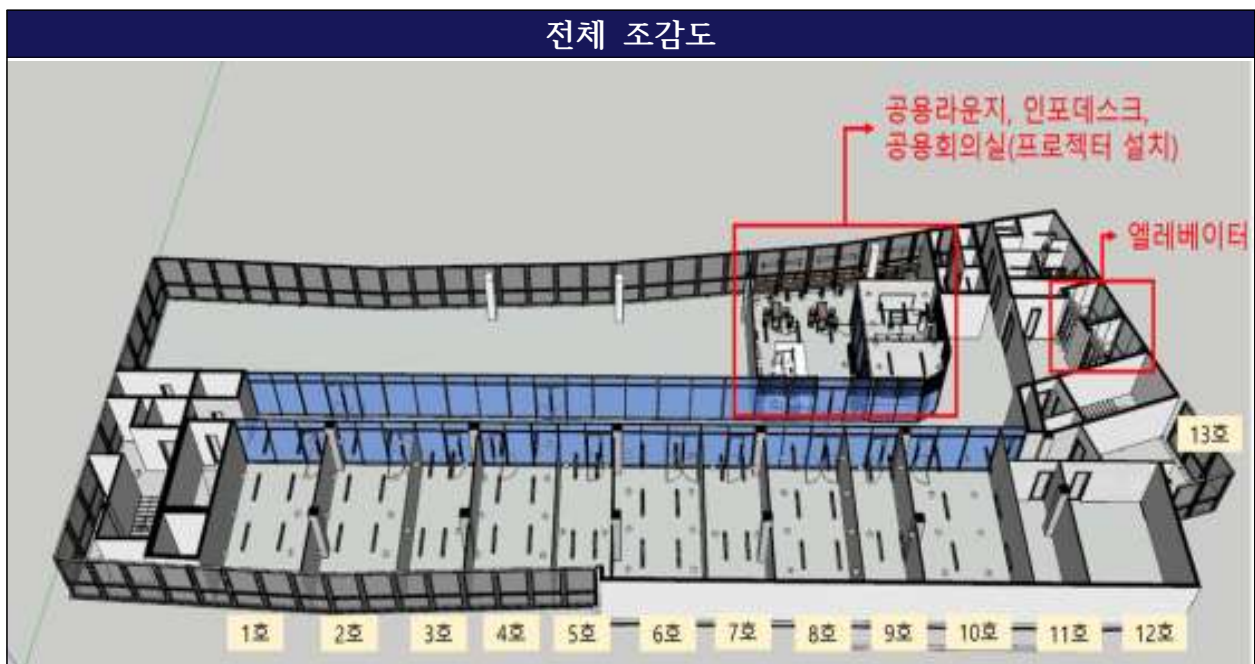 전체 조감도
공용라운지, 인포데스크,
공용회의실(프로젝터 설치)
엘레베이터
13호
1호 2호 3호 4호 5호 6호 7호 8호 9호 10호 11호 12호